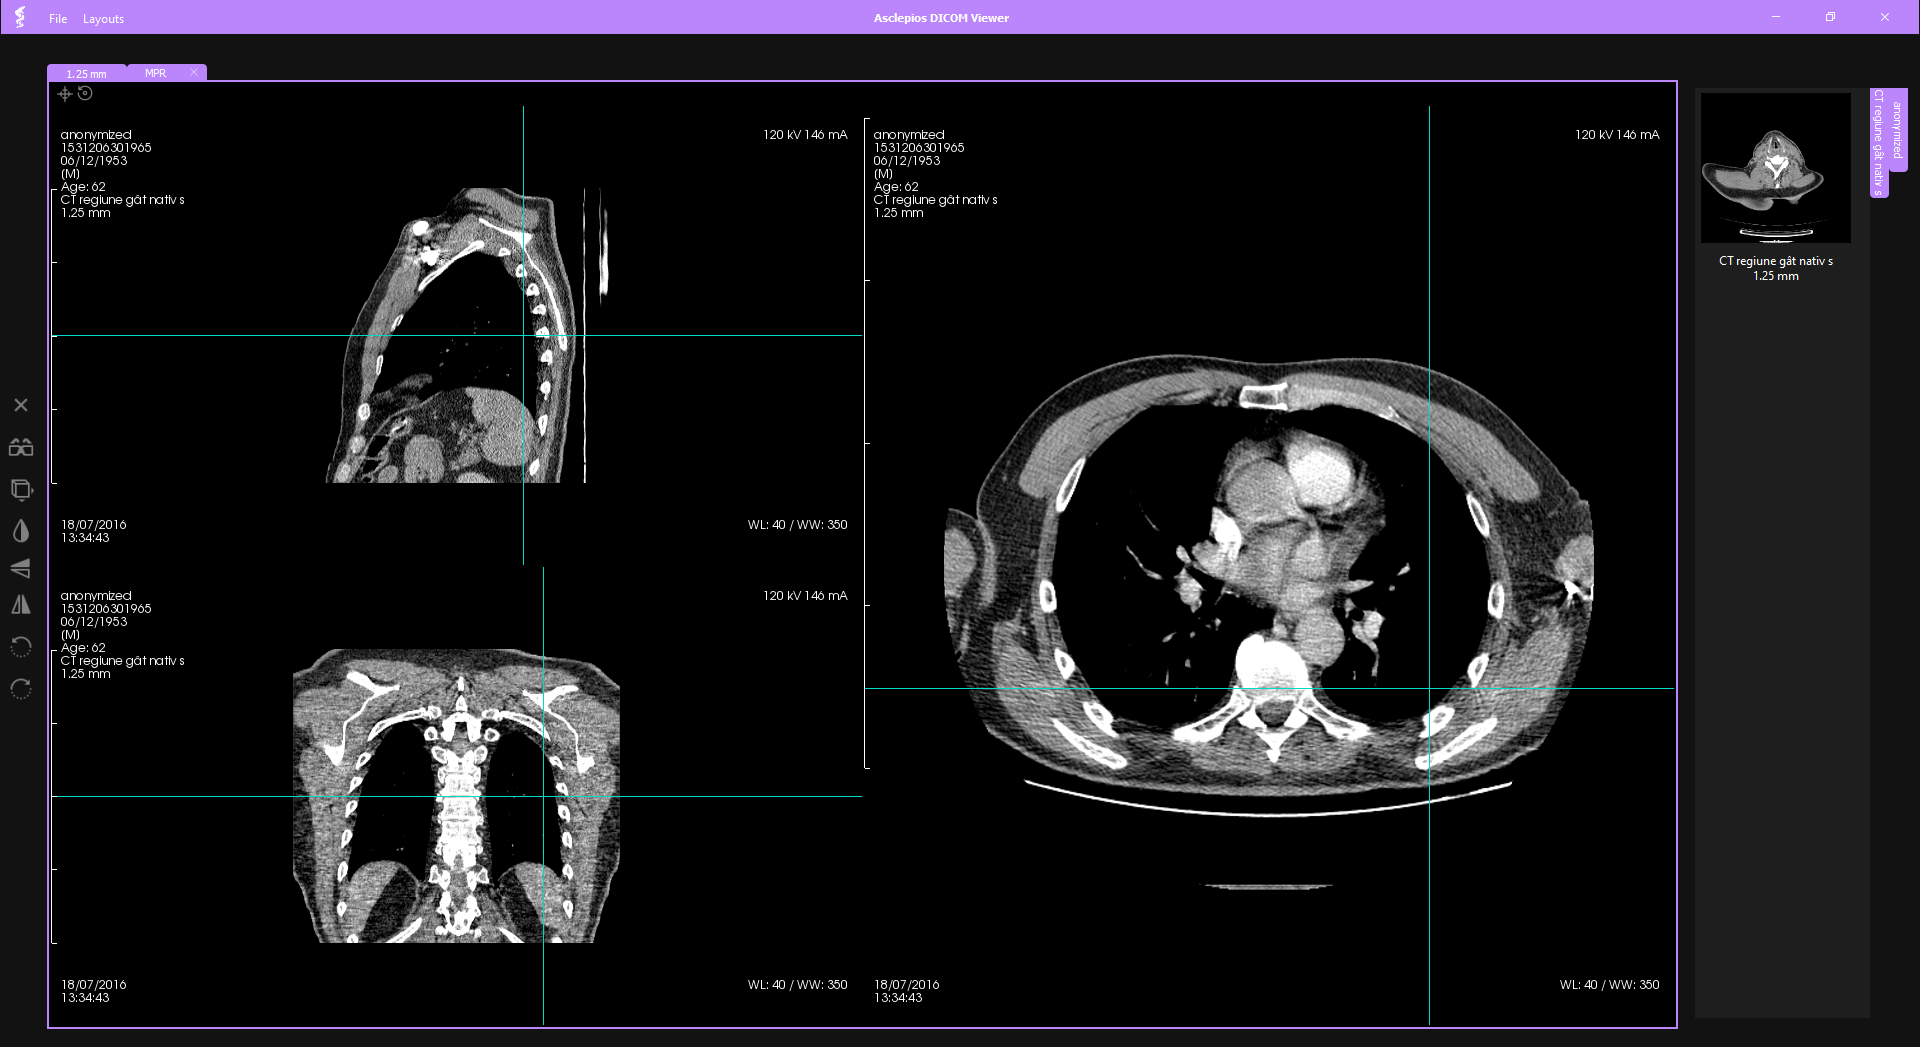 File Layouts
Asclepios DICOM Viewer
1.25 mm
MPR
anonymized
1531206301965
06/12/1953
[M]
Age: 62
CT regiune gât nativ s
1.25 mm
120 kV 146 mA
18/07/2016
13:34:43
WL: 40 / WW: 350
anonymized
1531206301965
06/12/1953
[M]
Age: 62
CT regiune gât nativ s
1.25 mm
120 kV 146 mA
18/07/2016
13:34:43
WL: 40 / WW: 350
anonymized
1531206301965
06/12/1953
[M]
Age: 62
CT regiune gât nativ s
1.25 mm
120 kV 146 mA
18/07/2016
13:34:43
WL: 40 / WW: 350
CT regiune gât nativ s
1.25 mm
anonymized
CT regiune gât nativ s